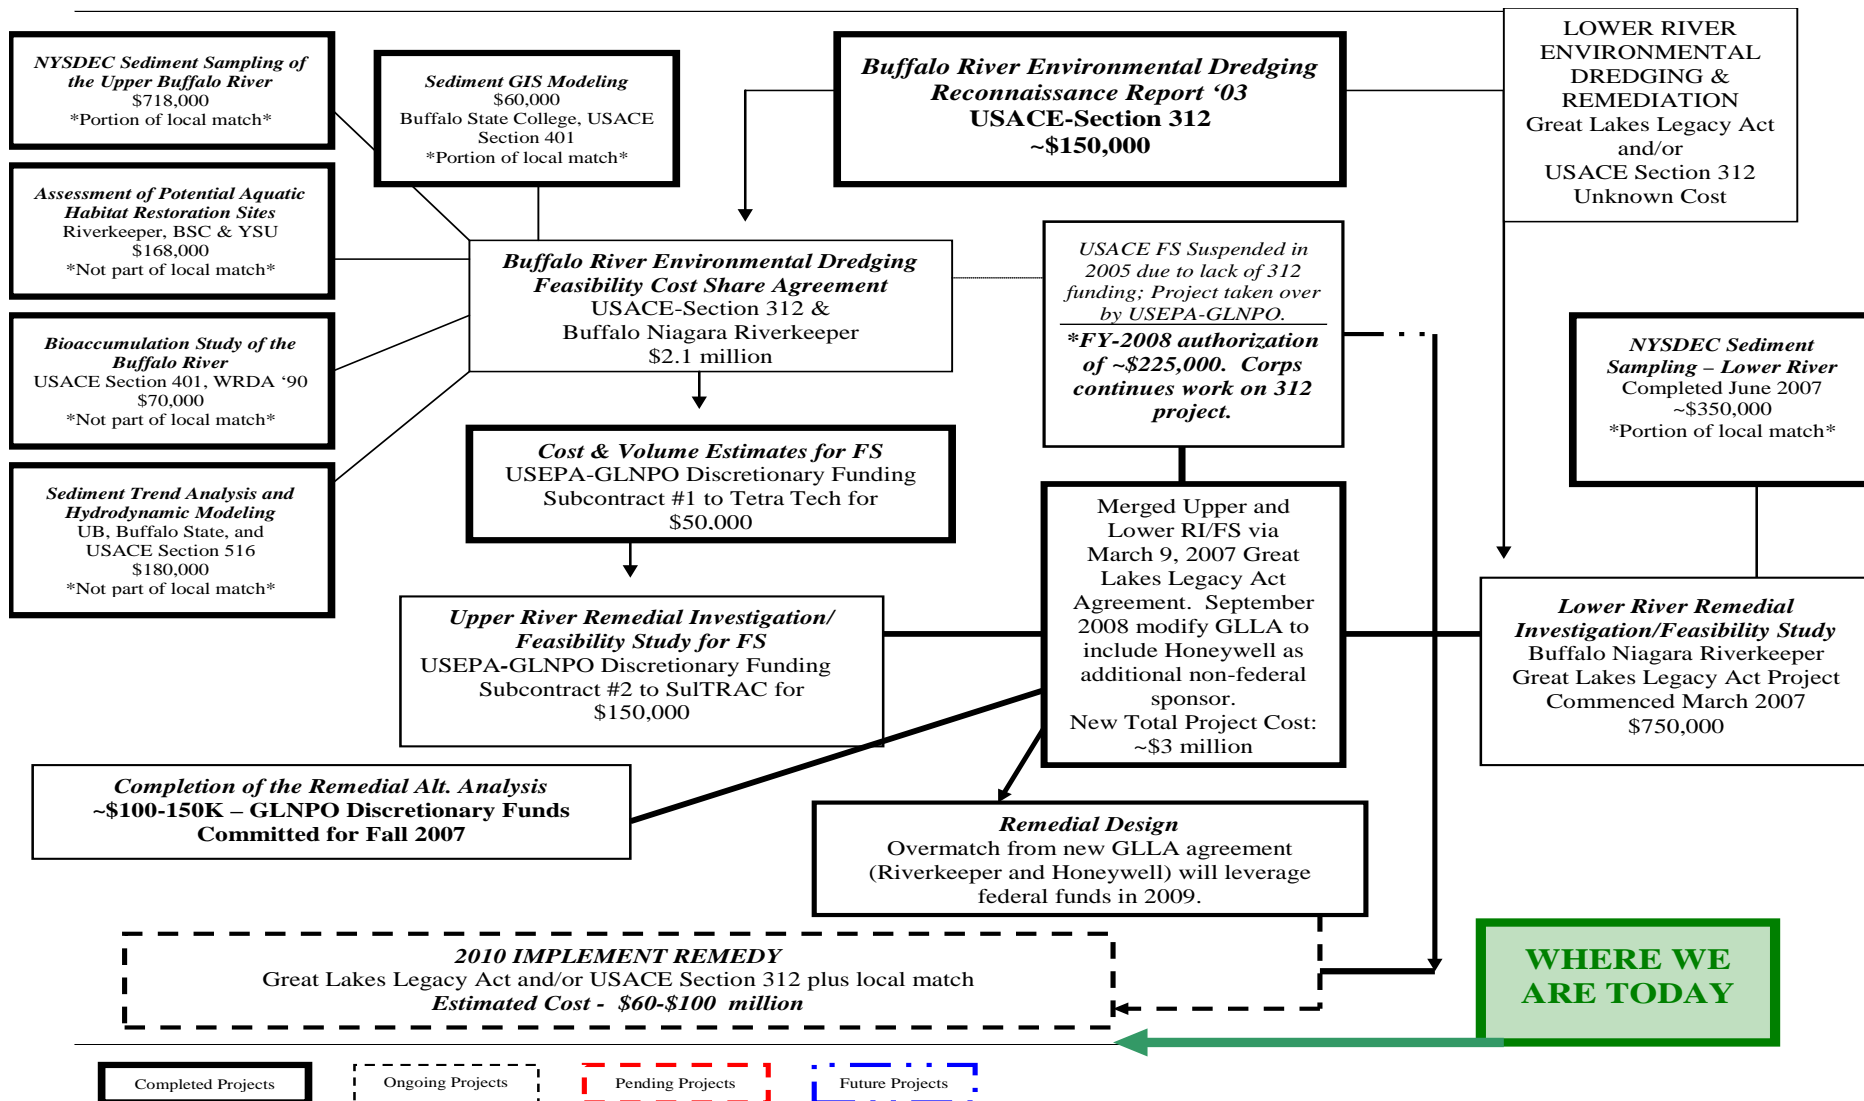 NYSDEC Sediment Sampling of
the Upper Buffalo River
$718,000
*Portion of local match*
Sediment GIS Modeling
$60,000
Buffalo State College, USACE
Section 401
*Portion of local match*
Buffalo River Environmental Dredging
Reconnaissance Report ‘03
USACE-Section 312
~$150,000
LOWER RIVER
ENVIRONMENTAL
DREDGING &
REMEDIATION
Great Lakes Legacy Act
and/or
USACE Section 312
Unknown Cost
Assessment of Potential Aquatic
Habitat Restoration Sites
Riverkeeper, BSC & YSU
$168,000
*Not part of local match*
Buffalo River Environmental Dredging
Feasibility Cost Share Agreement
USACE-Section 312 &
Buffalo Niagara Riverkeeper
$2.1 million
USACE FS Suspended in
2005 due to lack of 312
funding; Project taken over
by USEPA-GLNPO.
*FY-2008 authorization
of ~$225,000. Corps
continues work on 312
project.
Bioaccumulation Study of the
Buffalo River
USACE Section 401, WRDA ‘90
$70,000
*Not part of local match*
NYSDEC Sediment
Sampling – Lower River
Completed June 2007
~$350,000
*Portion of local match*
Cost & Volume Estimates for FS
USEPA-GLNPO Discretionary Funding
Subcontract #1 to Tetra Tech for
$50,000
Sediment Trend Analysis and
Hydrodynamic Modeling
UB, Buffalo State, and
USACE Section 516
$180,000
*Not part of local match*
Merged Upper and
Lower RI/FS via
March 9, 2007 Great
Lakes Legacy Act
Agreement. September
2008 modify GLLA to
include Honeywell as
additional non-federal
sponsor.
New Total Project Cost:
~$3 million
Upper River Remedial Investigation/
Feasibility Study for FS
USEPA-GLNPO Discretionary Funding
Subcontract #2 to SulTRAC for
$150,000
Lower River Remedial
Investigation/Feasibility Study
Buffalo Niagara Riverkeeper
Great Lakes Legacy Act Project
Commenced March 2007
$750,000
Completion of the Remedial Alt. Analysis
~$100-150K – GLNPO Discretionary Funds
Committed for Fall 2007
Remedial Design
Overmatch from new GLLA agreement
(Riverkeeper and Honeywell) will leverage
federal funds in 2009.
2010 IMPLEMENT REMEDY
Great Lakes Legacy Act and/or USACE Section 312 plus local match
Estimated Cost - $60-$100 million
WHERE WE
ARE TODAY
Completed Projects
Ongoing Projects
Pending Projects
Future Projects